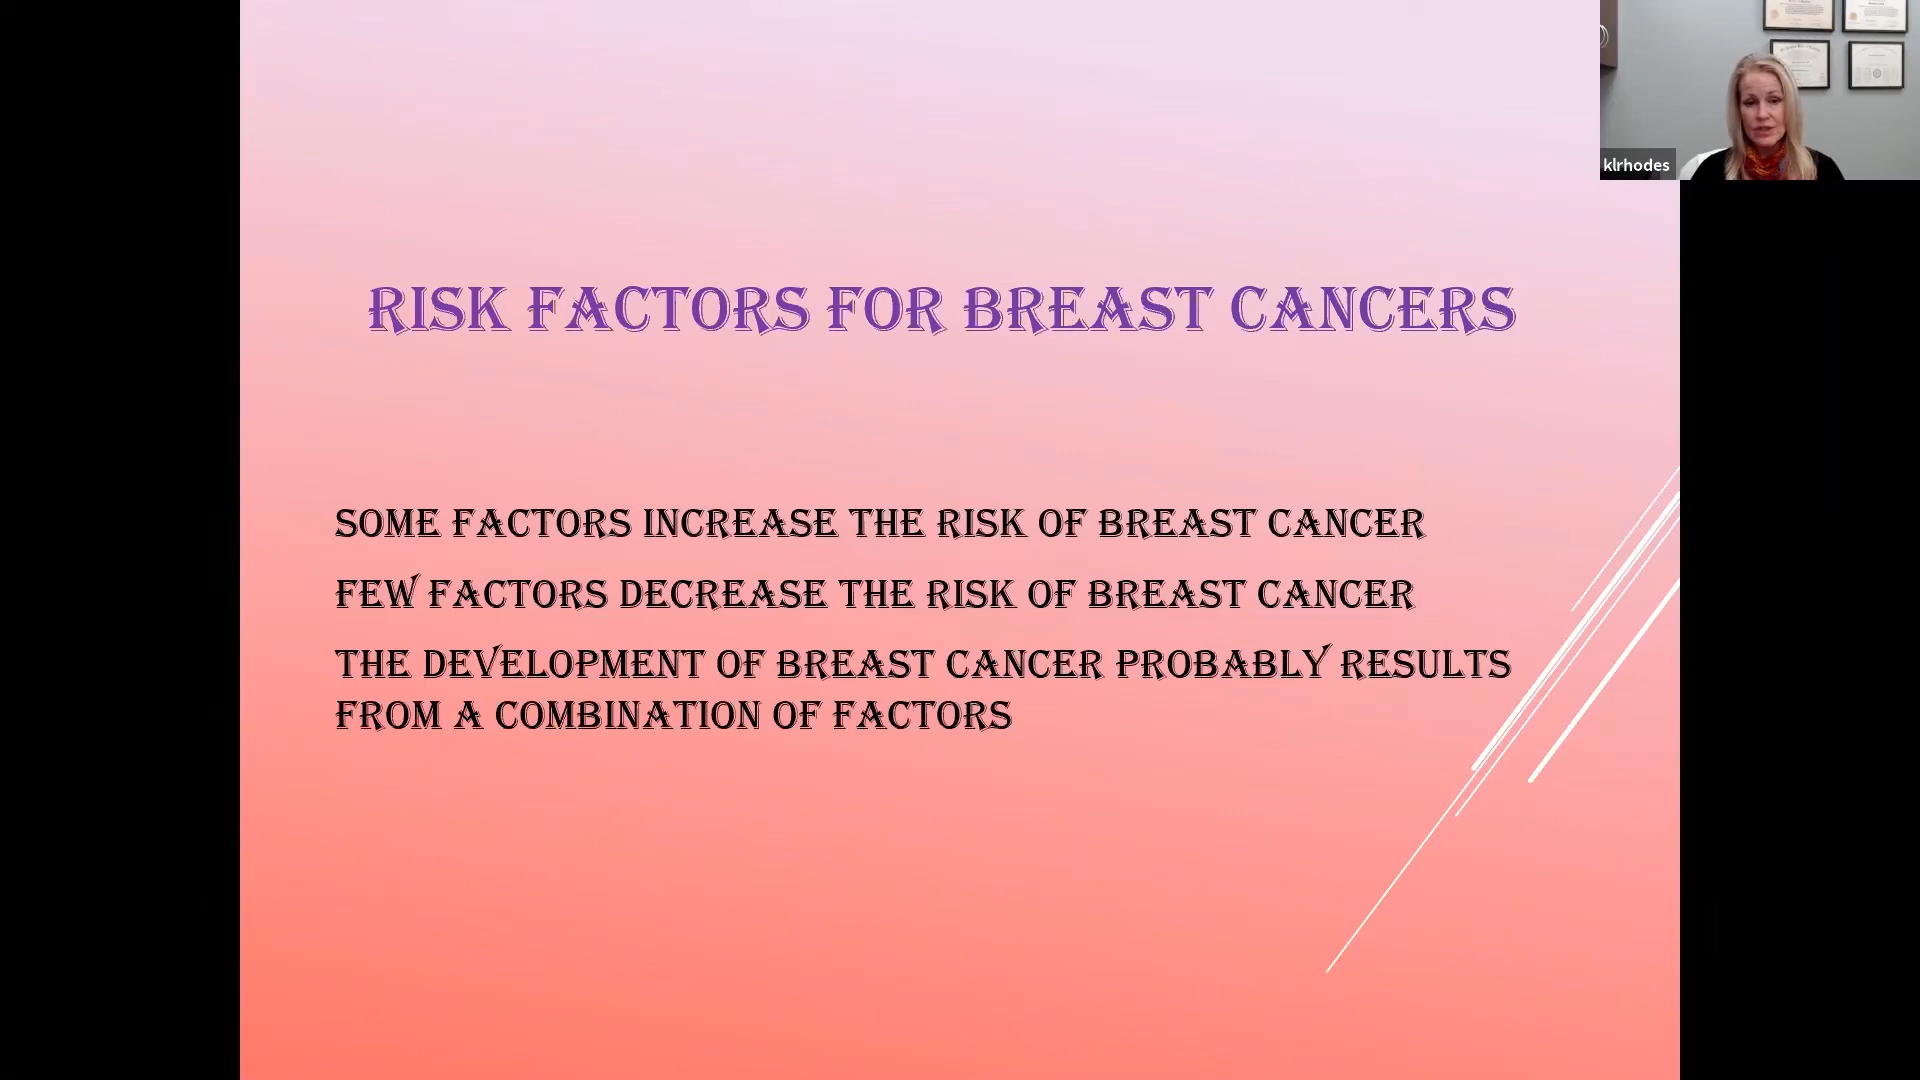 klrhodes
RISK FACTORS FOR BREAST CANCERS
SOME FACTORS INCREASE THE RISK OF BREAST CANCER
FEW FACTORS DECREASE THE RISK OF BREAST CANCER
THE DEVELOPMENT OF BREAST CANCER PROBABLY RESULTS
FROM A COMBINATION OF FACTORS